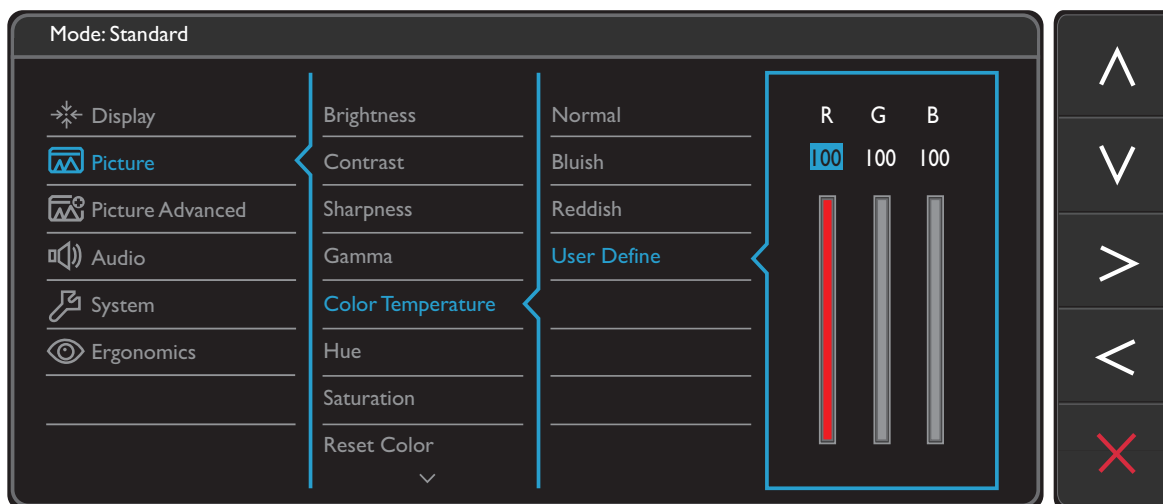 Mode: Standard
Display
Picture
Picture Advanced
Audio
System
Ergonomics
Brightness
Contrast
Sharpness
Gamma
Color Temperature
Hue
Saturation
Reset Color
Normal
Bluish
Reddish
User Define
R G B
100 100 100